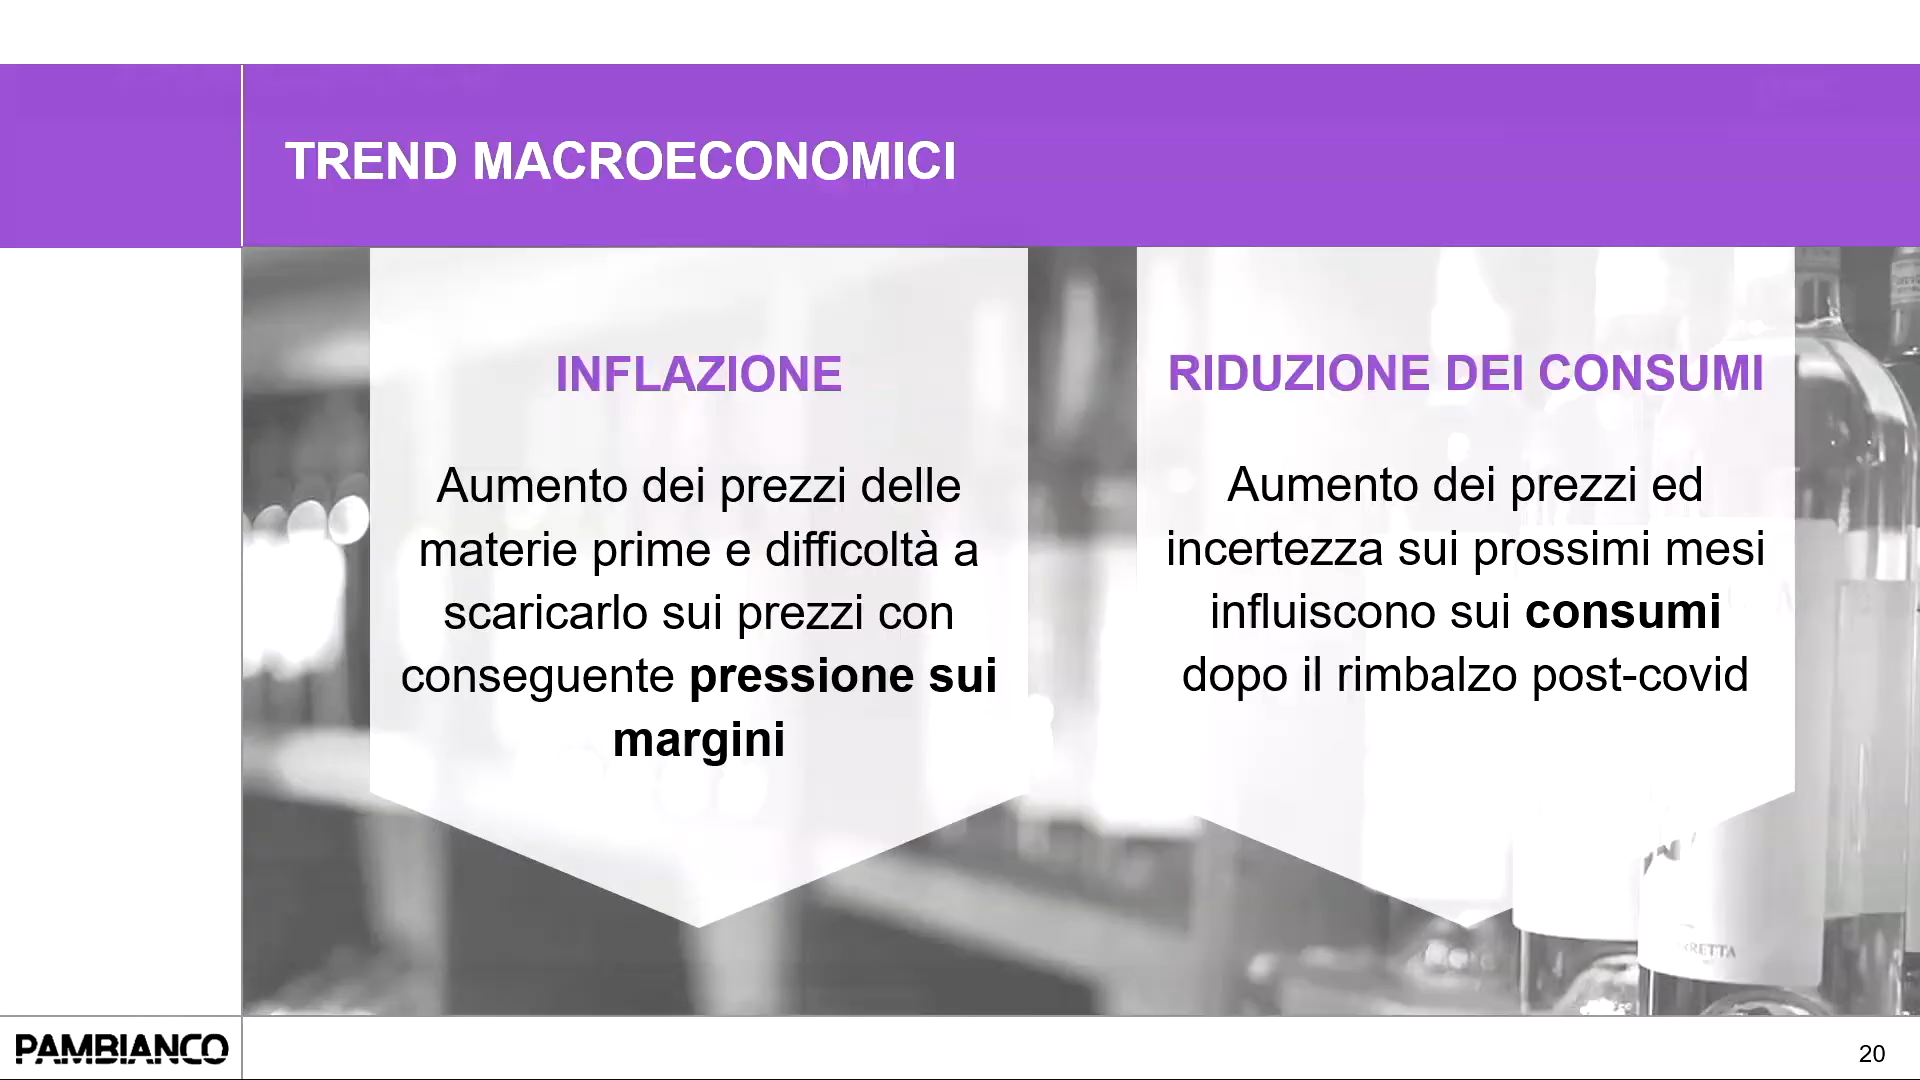 TREND MACROECONOMICI
INFLAZIONE
Aumento dei prezzi delle
materie prime e difficoltà a
scaricarlo sui prezzi con
conseguente pressione sui
margini
RIDUZIONE DEI CONSUMI
Aumento dei prezzi ed
incertezza sui prossimi mesi
influiscono sui consumi
dopo il rimbalzo post-covid
PAMBIANCO
20